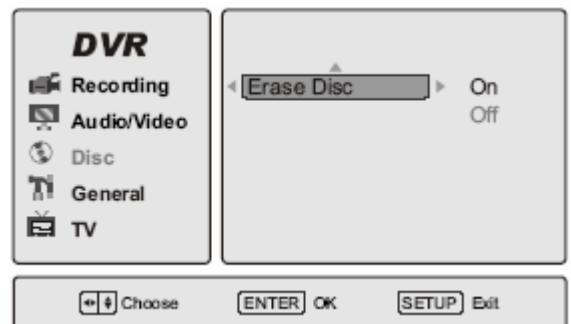 DVR
Recording
Audio/Video
Disc
General
TV
Erase Disc
On
Off
Choose
ENTER OK
SETUP Exit